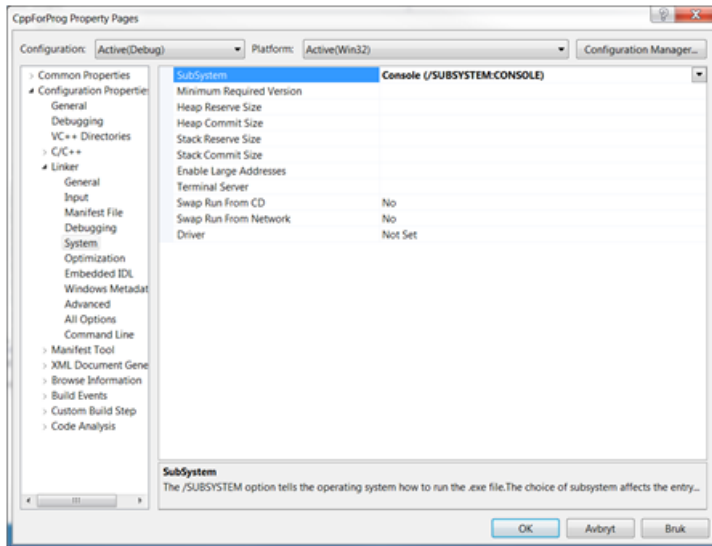 CppForProg Property Pages
Configuration: Active(Debug) Platform: Active(Win32) Configuration Manager...
Common Properties
Configuration Propertie
General
Debugging
VC++ Directories
C/C++
Linker
General
Input
Manifest File
Debugging
System
Optimization
Embedded IDL
Windows Metadat
Advanced
All Options
Command Line
Manifest Tool
XML Document Gene
Browse Information
Build Events
Custom Build Step
Code Analysis
SubSystem Console (/SUBSYSTEM:CONSOLE)
Minimum Required Version
Heap Reserve Size
Heap Commit Size
Stack Reserve Size
Stack Commit Size
Enable Large Addresses
Terminal Server
Swap Run From CD No
Swap Run From Network No
Driver Not Set
SubSystem
The /SUBSYSTEM option tells the operating system how to run the .exe file.The choice of subsystem affects the entry...
OK Avbryt Bruk